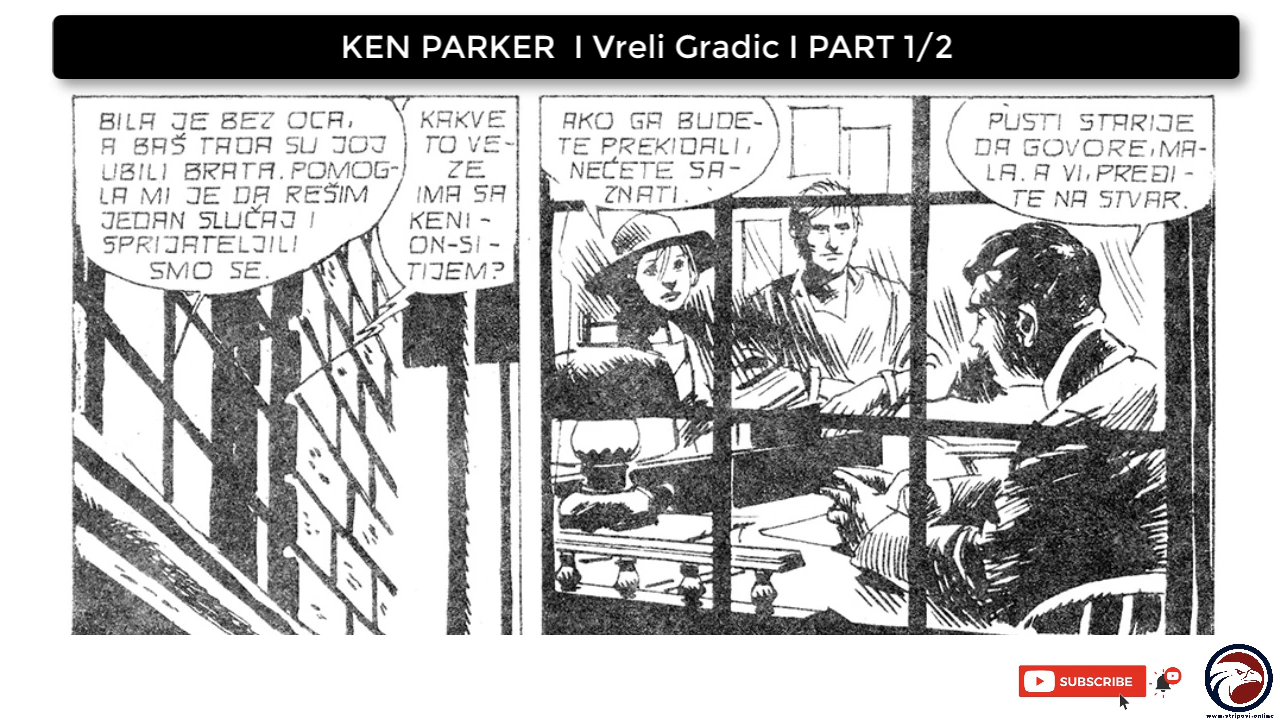 KEN PARKER I Vreli Gradic I PART 1/2
BILA JE BEZ OCA,
A BAŠ TADA SU JOJ
UBILI BRATA. POMOG-
LA MI JE DA REŠIM
JEDAN SLUČAJ I
SPRIJATELJILI
SMO SE.
KAKVE
TO VE-
ZE
IMA SA
KENI-
ON-SI-
TIJEM?
AKO GA BUDE-
TE PREKIDALI,
NEĆETE SA-
ZNATI.
PUSTI STARIJE
DA GOVORE, MA-
LA. A VI, PREĐI-
TE NA STVAR.
SUBSCRIBE
www.stripovi-online